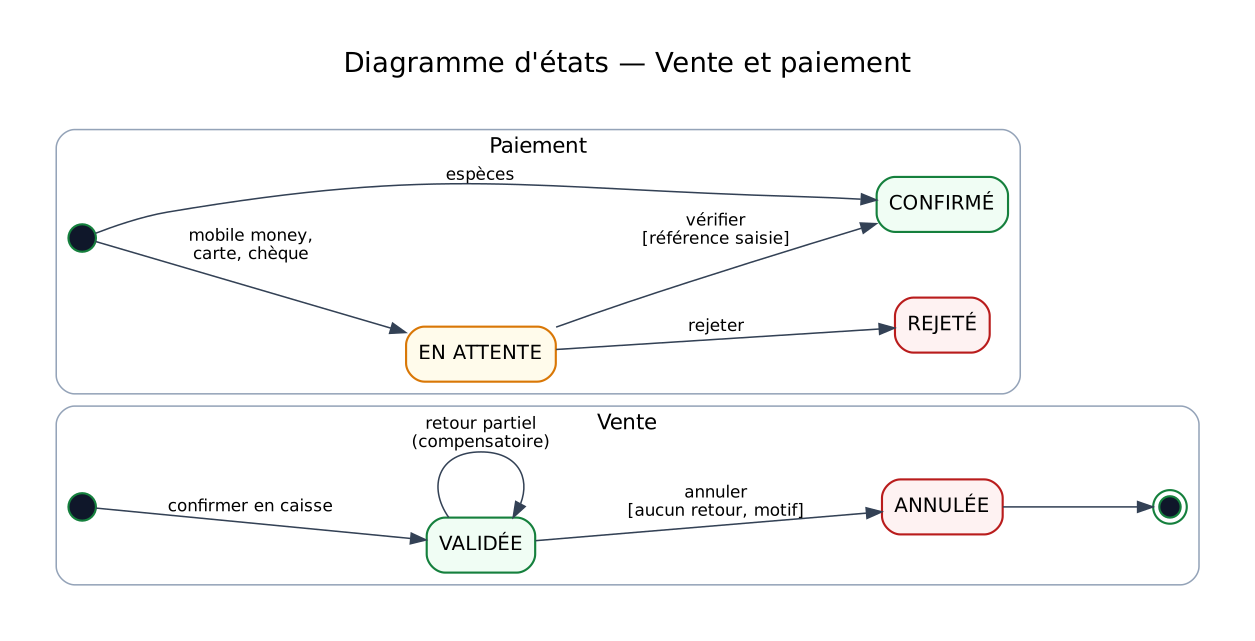 Diagramme d'états — Vente et paiement
Paiement
espèces
CONFIRMÉ
vérifier
[référence saisie]
mobile money,
carte, chèque
REJETÉ
rejeter
EN ATTENTE
Vente
retour partiel
(compensatoire)
confirmer en caisse
annuler
[aucun retour, motif]
ANNULÉE
VALIDÉE